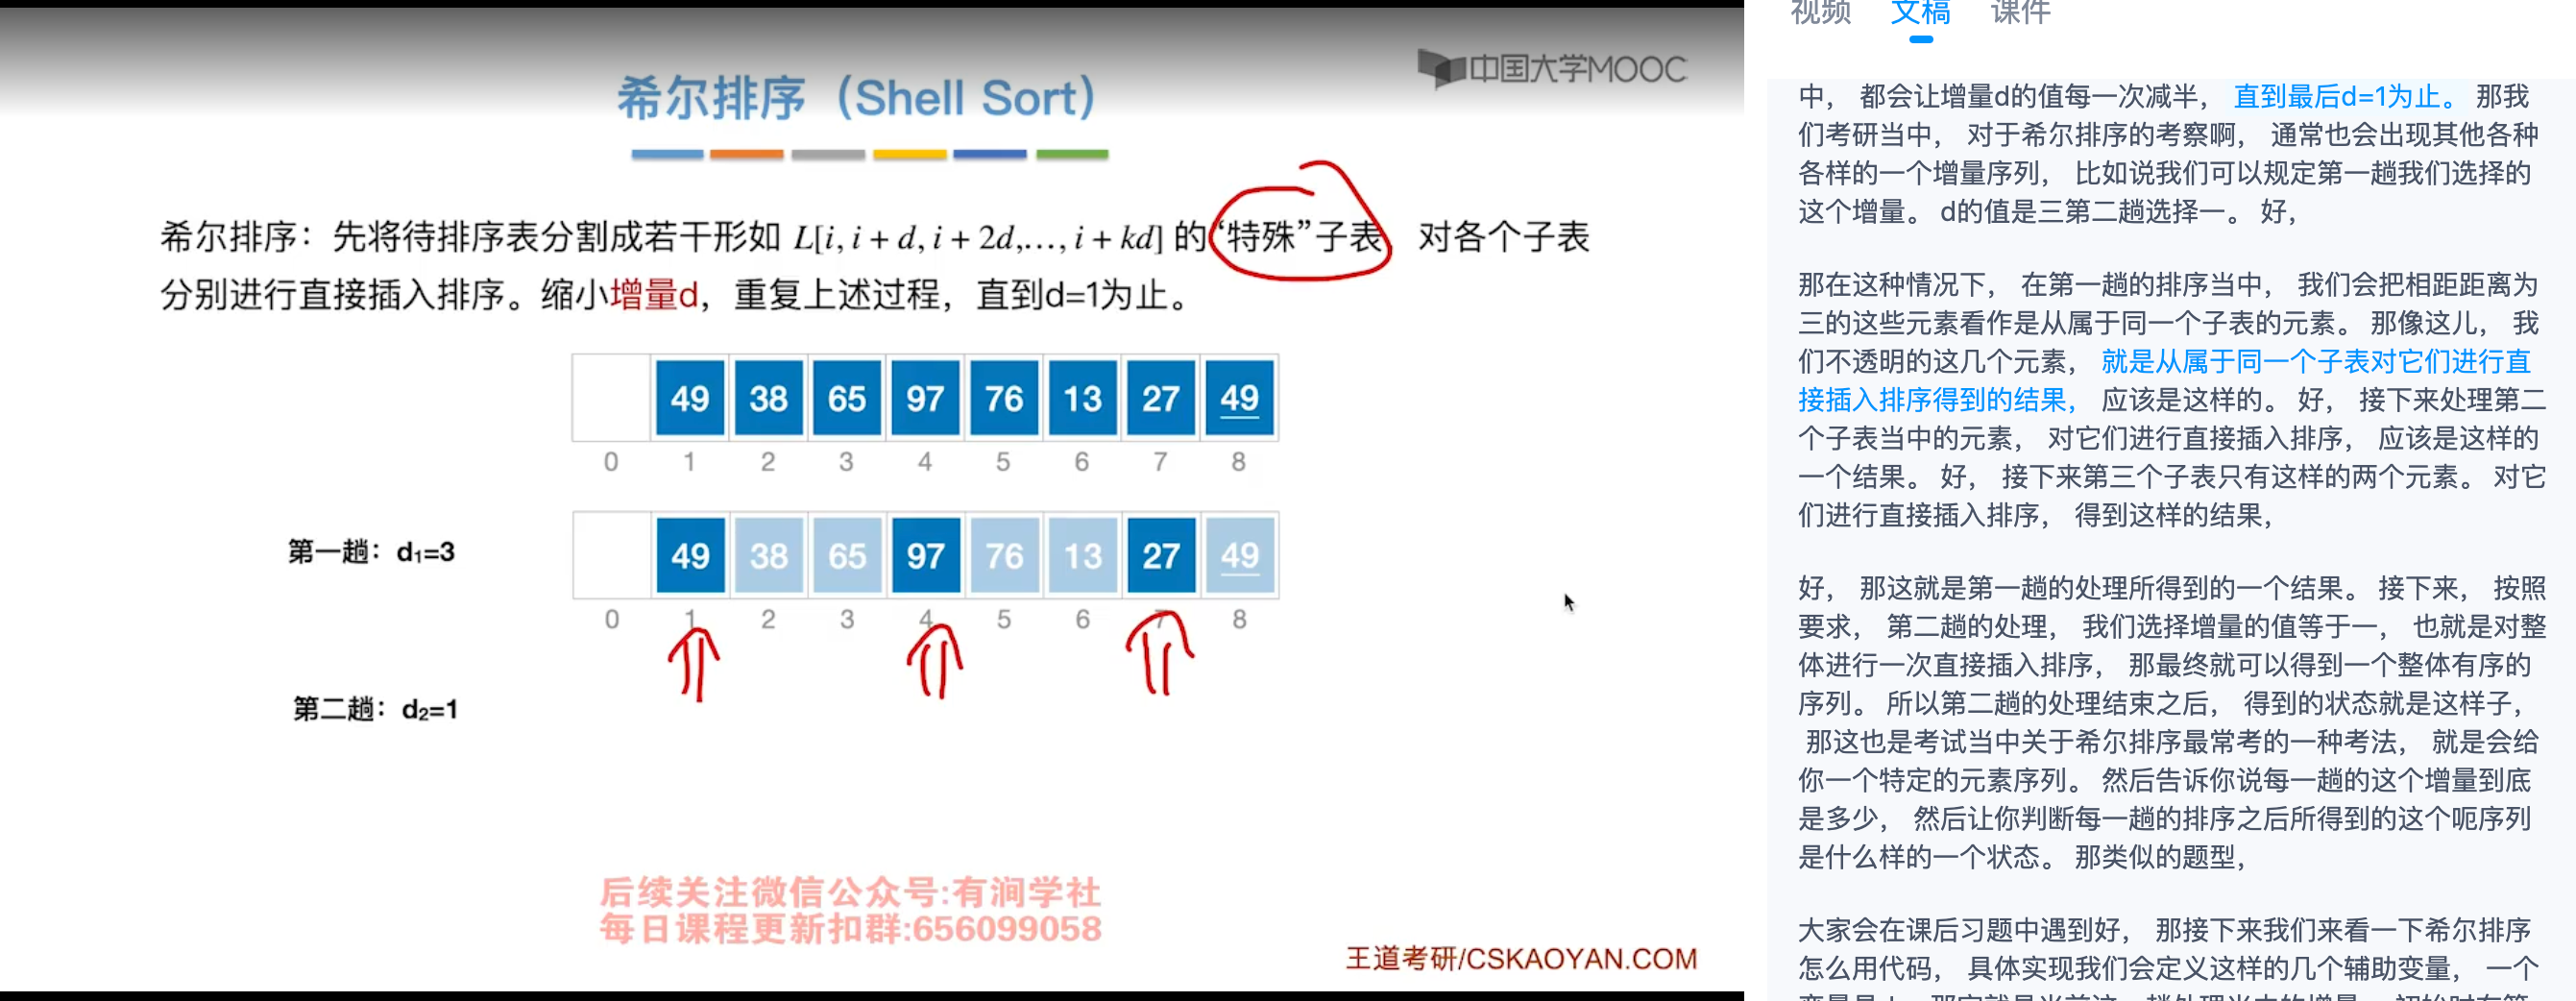 中国大学MOOC
希尔排序（Shell Sort）
希尔排序：先将待排序表分割成若干形如 L[i, i + d, i + 2d,…, i + kd] 的“特殊”子表 对各个子表
分别进行直接插入排序。缩小增量d，重复上述过程，直到d=1为止。
49 38 65 97 76 13 27 49
0 1 2 3 4 5 6 7 8
第一趟：d₁=3
49 38 65 97 76 13 27 49
0 1 2 3 4 5 6 7 8
第二趟：d₂=1
后续关注微信公众号:有涧学社
每日课程更新扣群:656099058
王道考研/CSKAOYAN.COM
视频 文稿 课件
中， 都会让增量d的值每一次减半， 直到最后d=1为止。 那我
们考研当中， 对于希尔排序的考察啊， 通常也会出现其他各种
各样的一个增量序列， 比如说我们可以规定第一趟我们选择的
这个增量。 d的值是三第二趟选择一。 好，
那在这种情况下， 在第一趟的排序当中， 我们会把相距距离为
三的这些元素看作是从属于同一个子表的元素。 那像这儿， 我
们不透明的这几个元素， 就是从属于同一个子表对它们进行直
接插入排序得到的结果， 应该是这样的。 好， 接下来处理第二
个子表当中的元素， 对它们进行直接插入排序， 应该是这样的
一个结果。 好， 接下来第三个子表只有这样的两个元素。 对它
们进行直接插入排序， 得到这样的结果，
好， 那这就是第一趟的处理所得到的一个结果。 接下来， 按照
要求， 第二趟的处理， 我们选择增量的值等于一， 也就是对整
体进行一次直接插入排序， 那最终就可以得到一个整体有序的
序列。 所以第二趟的处理结束之后， 得到的状态就是这样子，
那这也是考试当中关于希尔排序最常考的一种考法， 就是会给
你一个特定的元素序列。 然后告诉你说每一趟的这个增量到底
是多少， 然后让你判断每一趟的排序之后所得到的这个呃序列
是什么样的一个状态。 那类似的题型，
大家会在课后习题中遇到好， 那接下来我们来看一下希尔排序
怎么用代码， 具体实现我们会定义这样的几个辅助变量， 一个